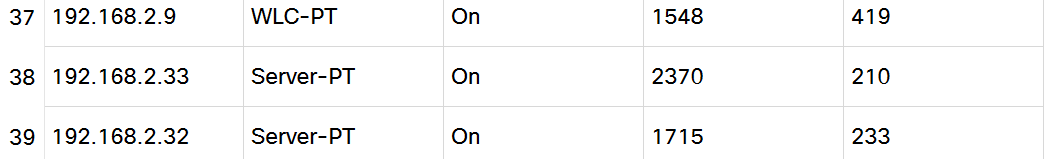 37 192.168.2.9 WLC-PT On 1548 419
38 192.168.2.33 Server-PT On 2370 210
39 192.168.2.32 Server-PT On 1715 233